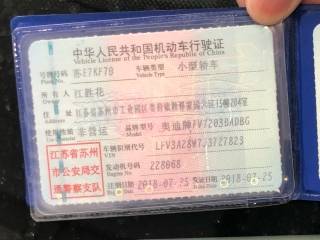 中华人民共和国机动车行驶证
Vehicle License of the People's Republic of China
号牌号码 苏E7KF78 车辆类型 小型轿车
Plate No. Vehicle Type
所有人 江胜花
Owner
住址 江苏省苏州市工业园区
Address
使用性质 非营运 品牌型号 奥迪牌FV7203BADBG
江苏省苏州
市公安局交
通警察支队
车辆识别代号 LFV3A28W7J3727823
VIN
发动机号码 228068
Engine No.
注册日期 2018-07-25 发证日期 2018-07-25